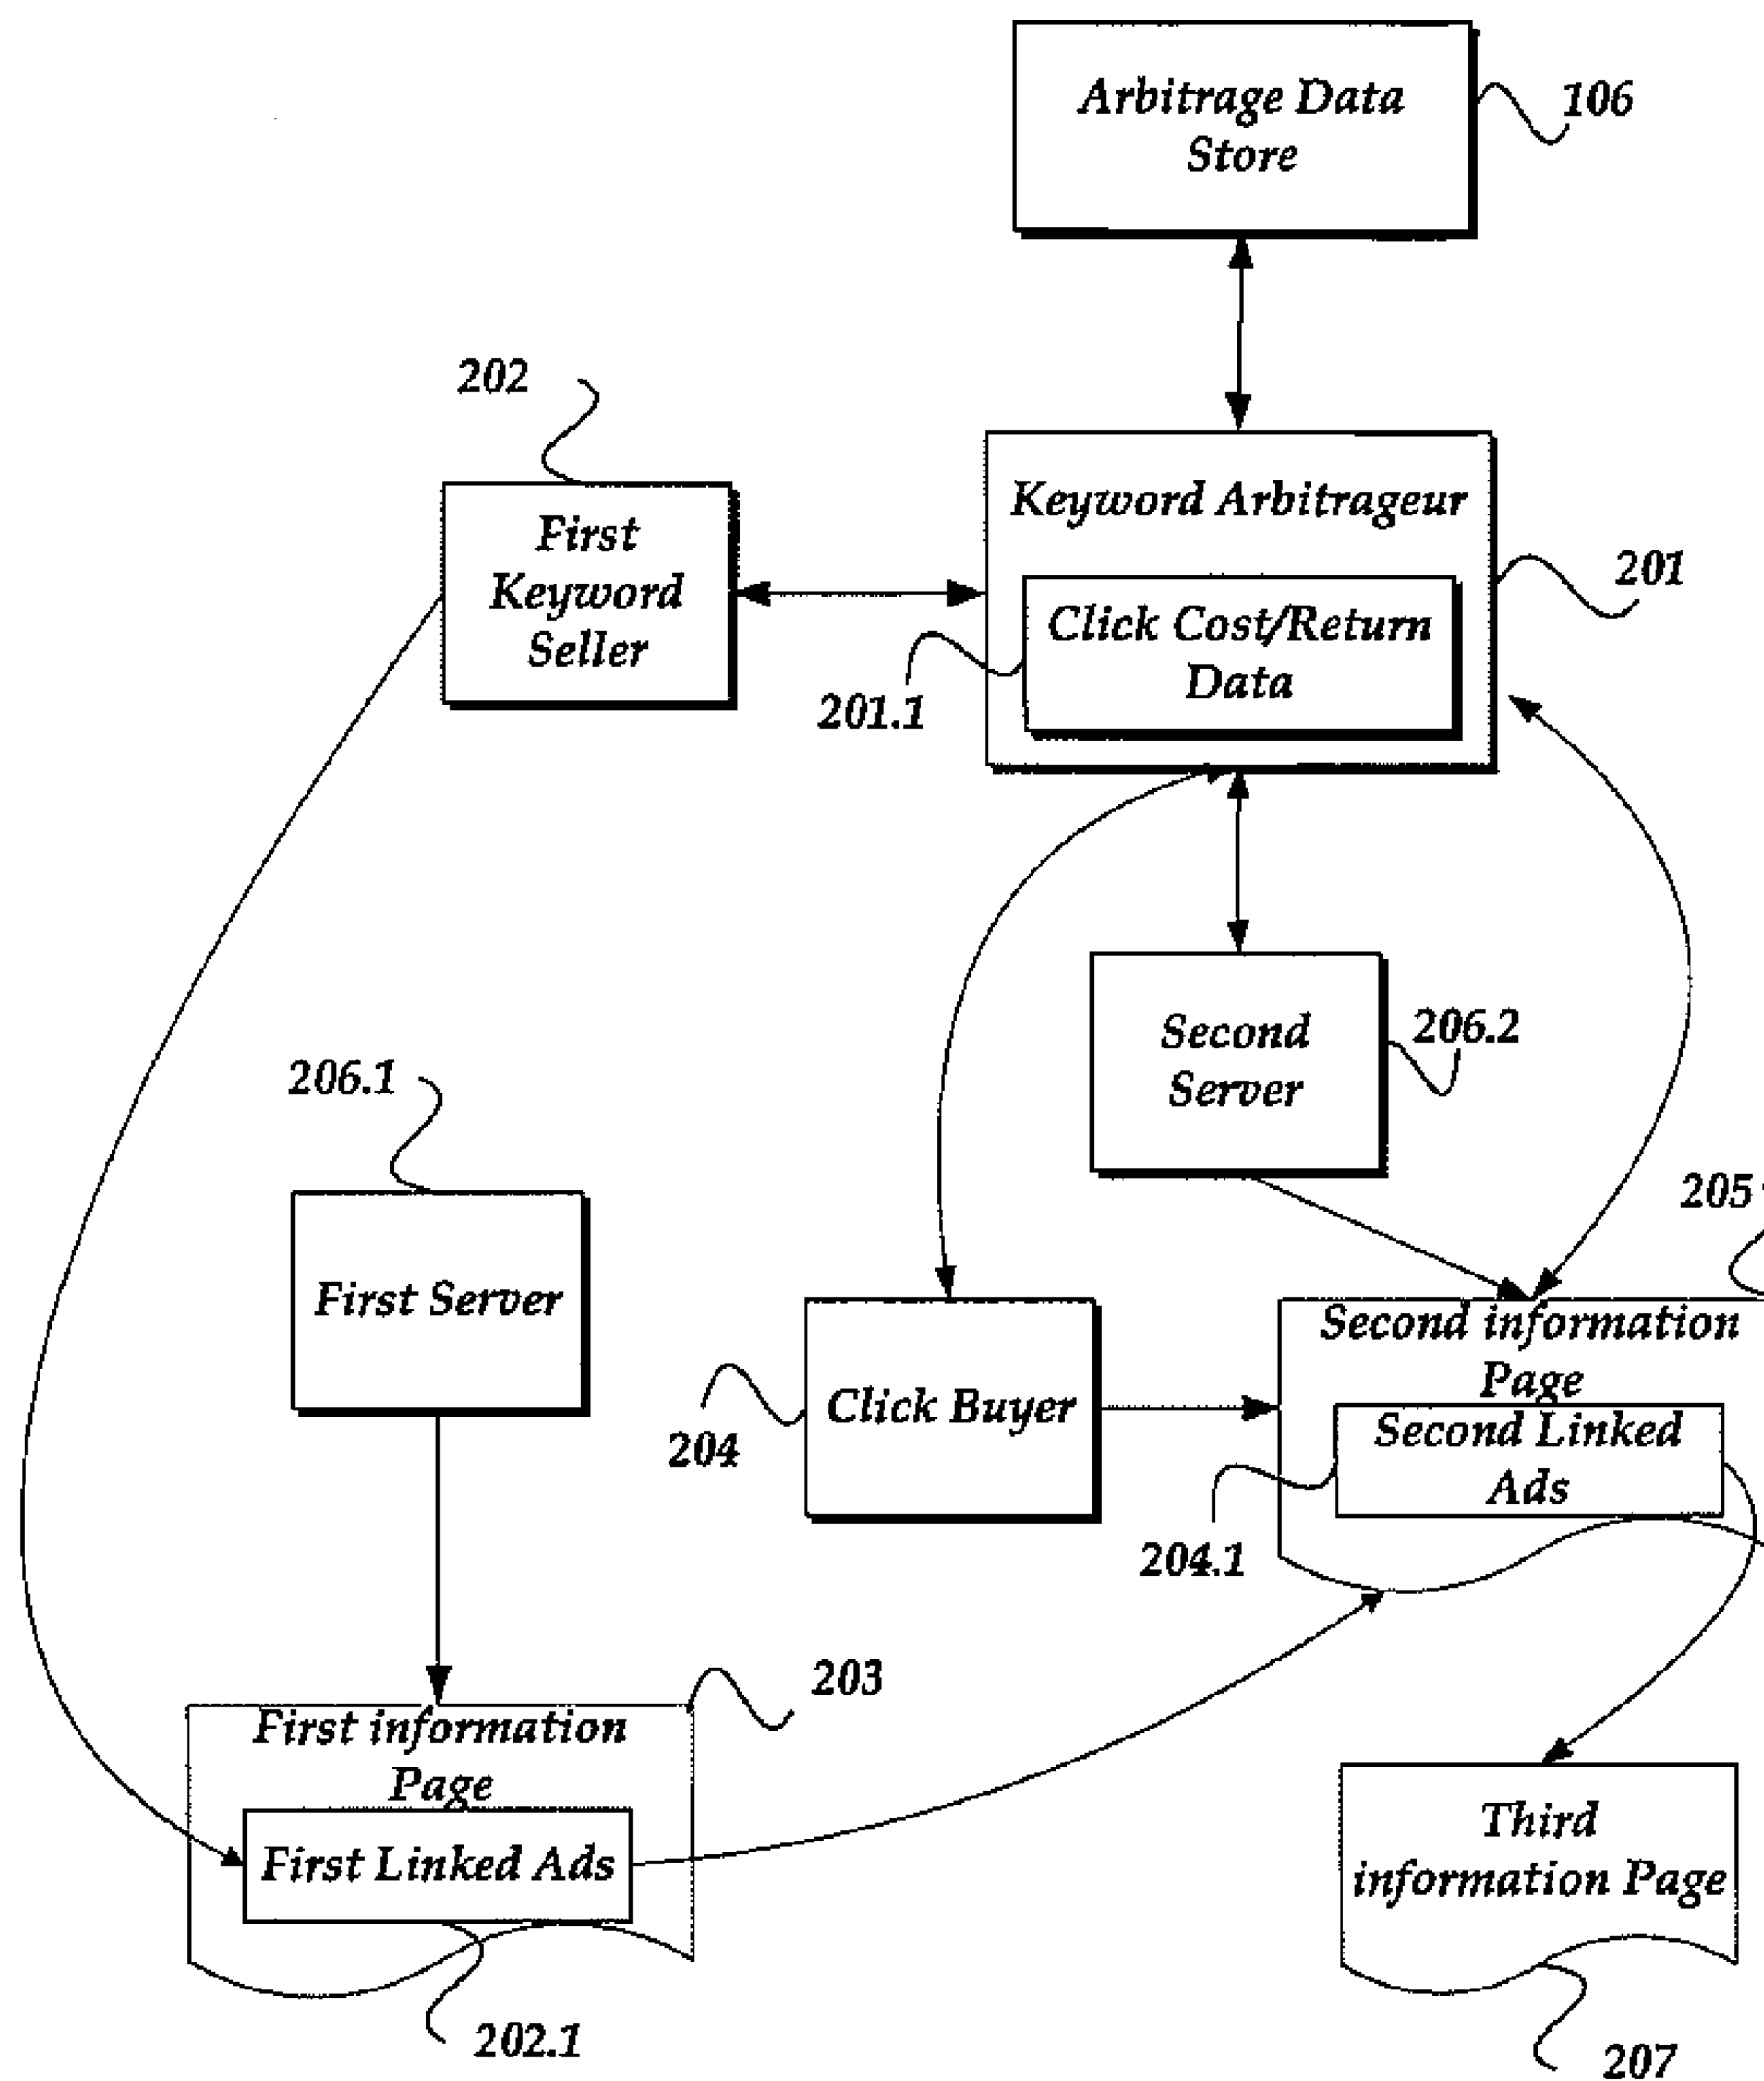 Arbitrage Data
Store
106
202
First
Keyword
Seller
Keyword Arbitrageur
Click Cost/Return
Data
201
201.1
Second
Server
206.2
206.1
First Server
205
Click Buyer
204
Second information
Page
Second Linked
Ads
204.1
203
First information
Page
First Linked Ads
202.1
Third
information Page
207